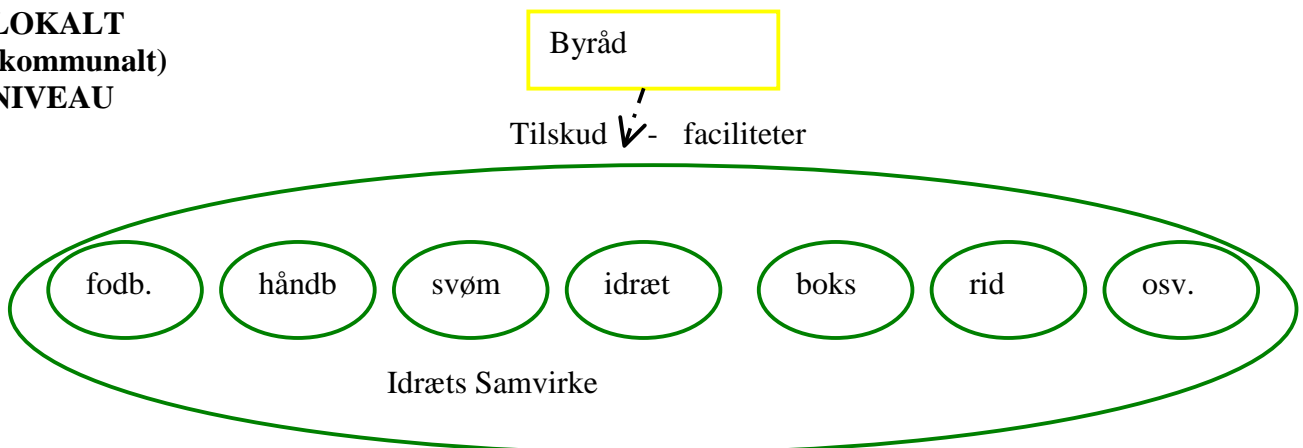 LOKALT
kommunalt)
NIVEAU
Byråd
Tilskud - faciliteter
fodb. håndb svøm idræt boks rid osv.
Idræts Samvirke